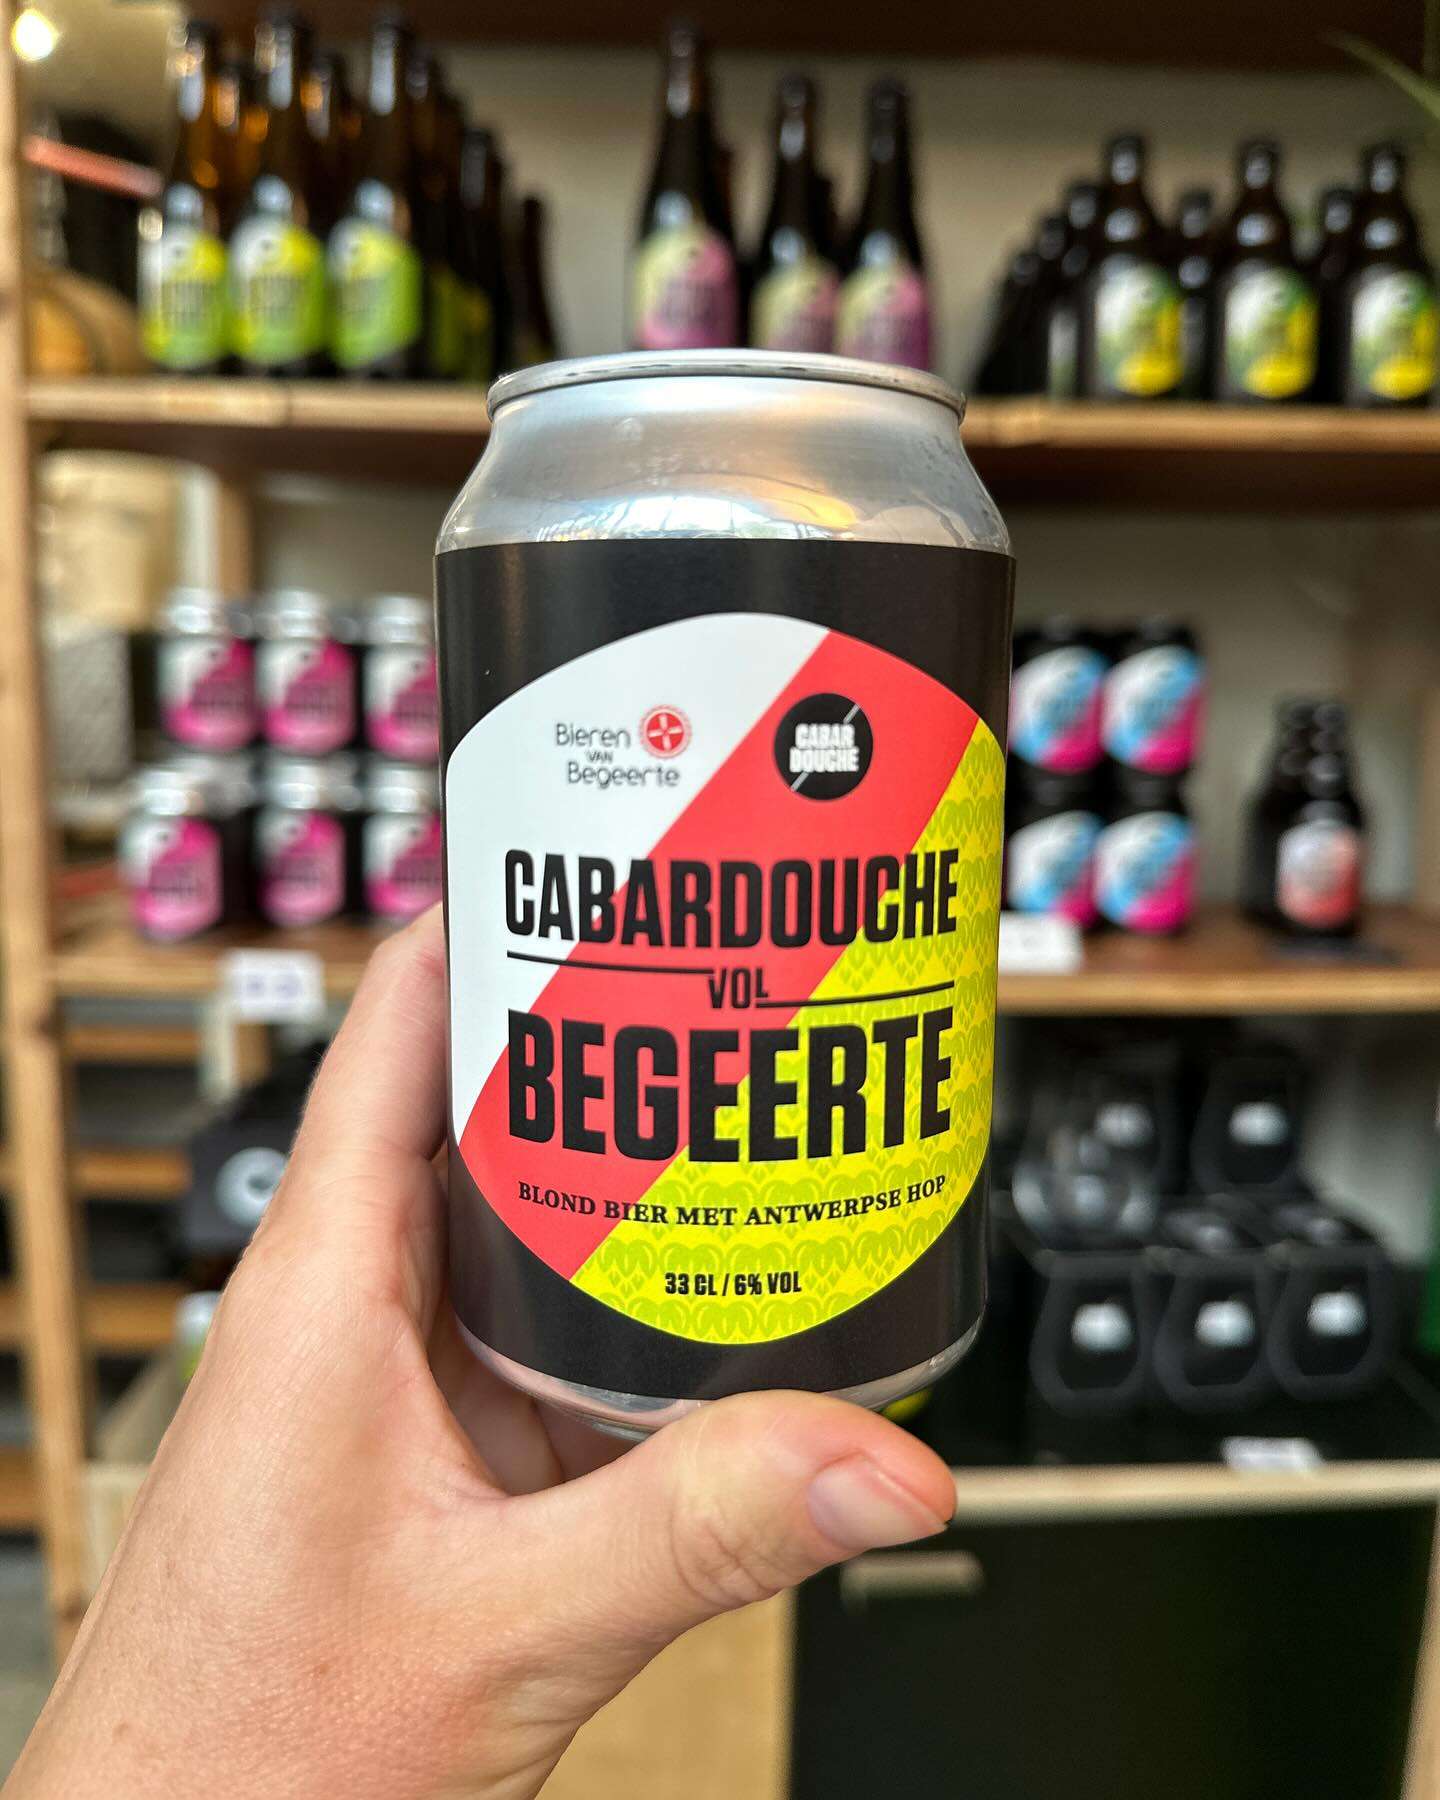 Bieren
VAN
Begeerte
CABAR
DOUCHE
CABARDOUCHE
VOL
BEGEERTE
BLOND BIER MET ANTWERPSE HOP
33 CL / 6% VOL